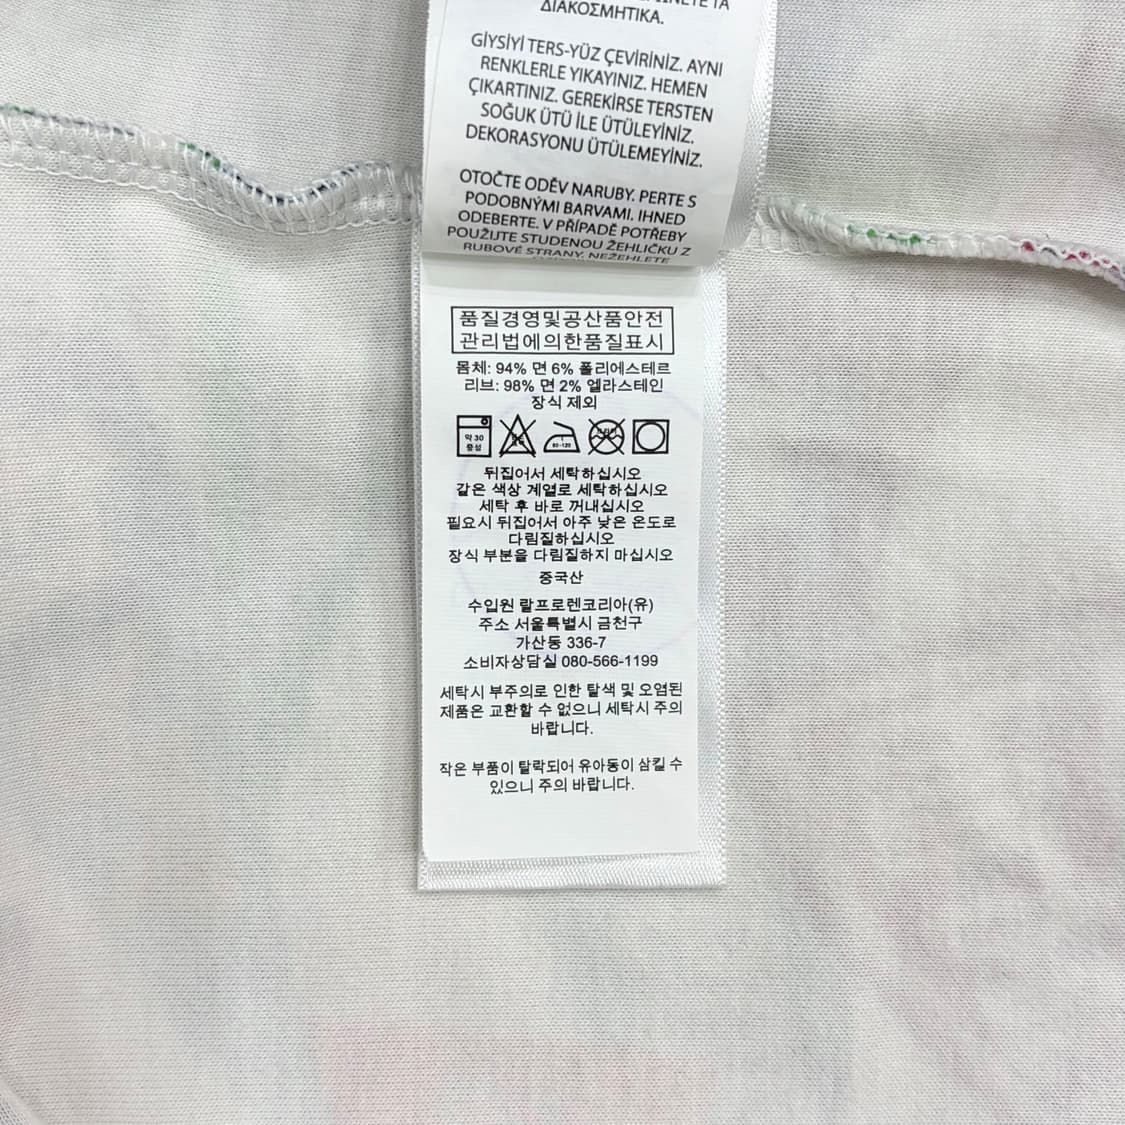 ΔΙΑΚΟΣΜΗΤΙΚΑ.
GİYSİYİ TERS-YÜZ ÇEVİRİNİZ. AYNI
RENKLERLE YIKAYINIZ. HEMEN
ÇIKARTINIZ. GEREKİRSE TERSTEN
SOĞUK ÜTÜ İLE ÜTÜLEYİNİZ.
DEKORASYONU ÜTÜLEMEYİNİZ.
OTOČTE ODĚV NARUBY. PERTE S
PODOBNÝMI BARVAMI. IHNED
ODEBERTE. V PŘÍPADĚ POTŘEBY
POUŽIJTE STUDENOU ŽEHLIČKU Z
RUBOVÉ STRANY. NEŽEHLETE
품질경영및공산품안전
관리법에의한품질표시
몸체: 94% 면 6% 폴리에스테르
리브: 98% 면 2% 엘라스테인
장식 제외
약 30
중성
80-120
뒤집어서 세탁하십시오
같은 색상 계열로 세탁하십시오
세탁 후 바로 꺼내십시오
필요시 뒤집어서 아주 낮은 온도로
다림질하십시오
장식 부분을 다림질하지 마십시오
중국산
수입원 랄프로렌코리아(유)
주소 서울특별시 금천구
가산동 336-7
소비자상담실 080-566-1199
세탁시 부주의로 인한 탈색 및 오염된
제품은 교환할 수 없으니 세탁시 주의
바랍니다.
작은 부품이 탈락되어 유아동이 삼킬 수
있으니 주의 바랍니다.